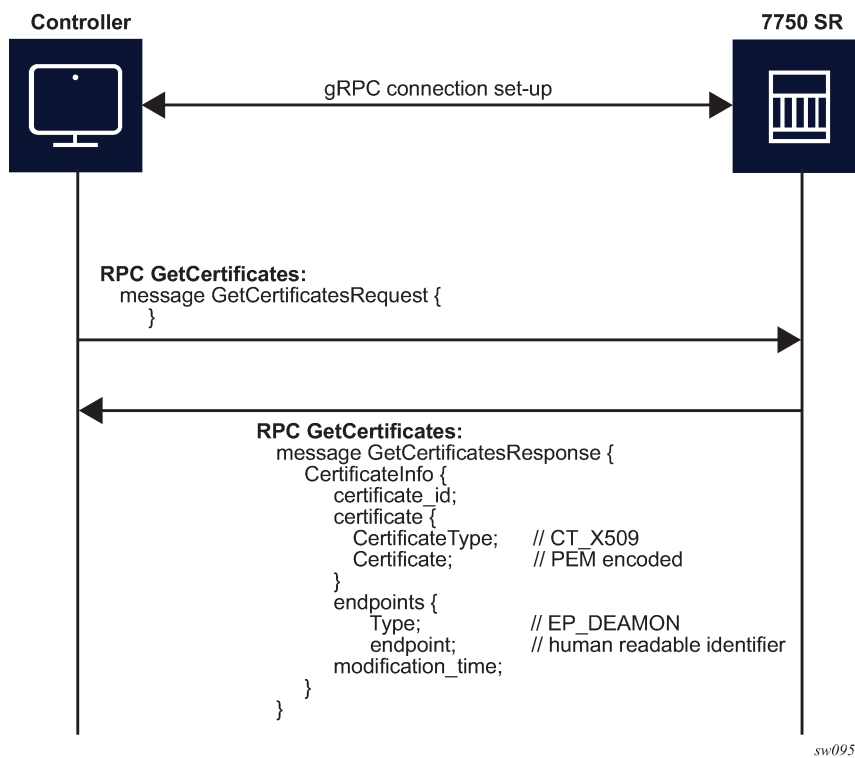 Controller
7750 SR
gRPC connection set-up
RPC GetCertificates:
message GetCertificatesRequest {
}
RPC GetCertificates:
message GetCertificatesResponse {
CertificateInfo {
certificate_id;
certificate {
CertificateType; // CT_X509
Certificate; // PEM encoded
}
endpoints {
Type; // EP_DEAMON
endpoint; // human readable identifier
modification_time;
}
}
sw095